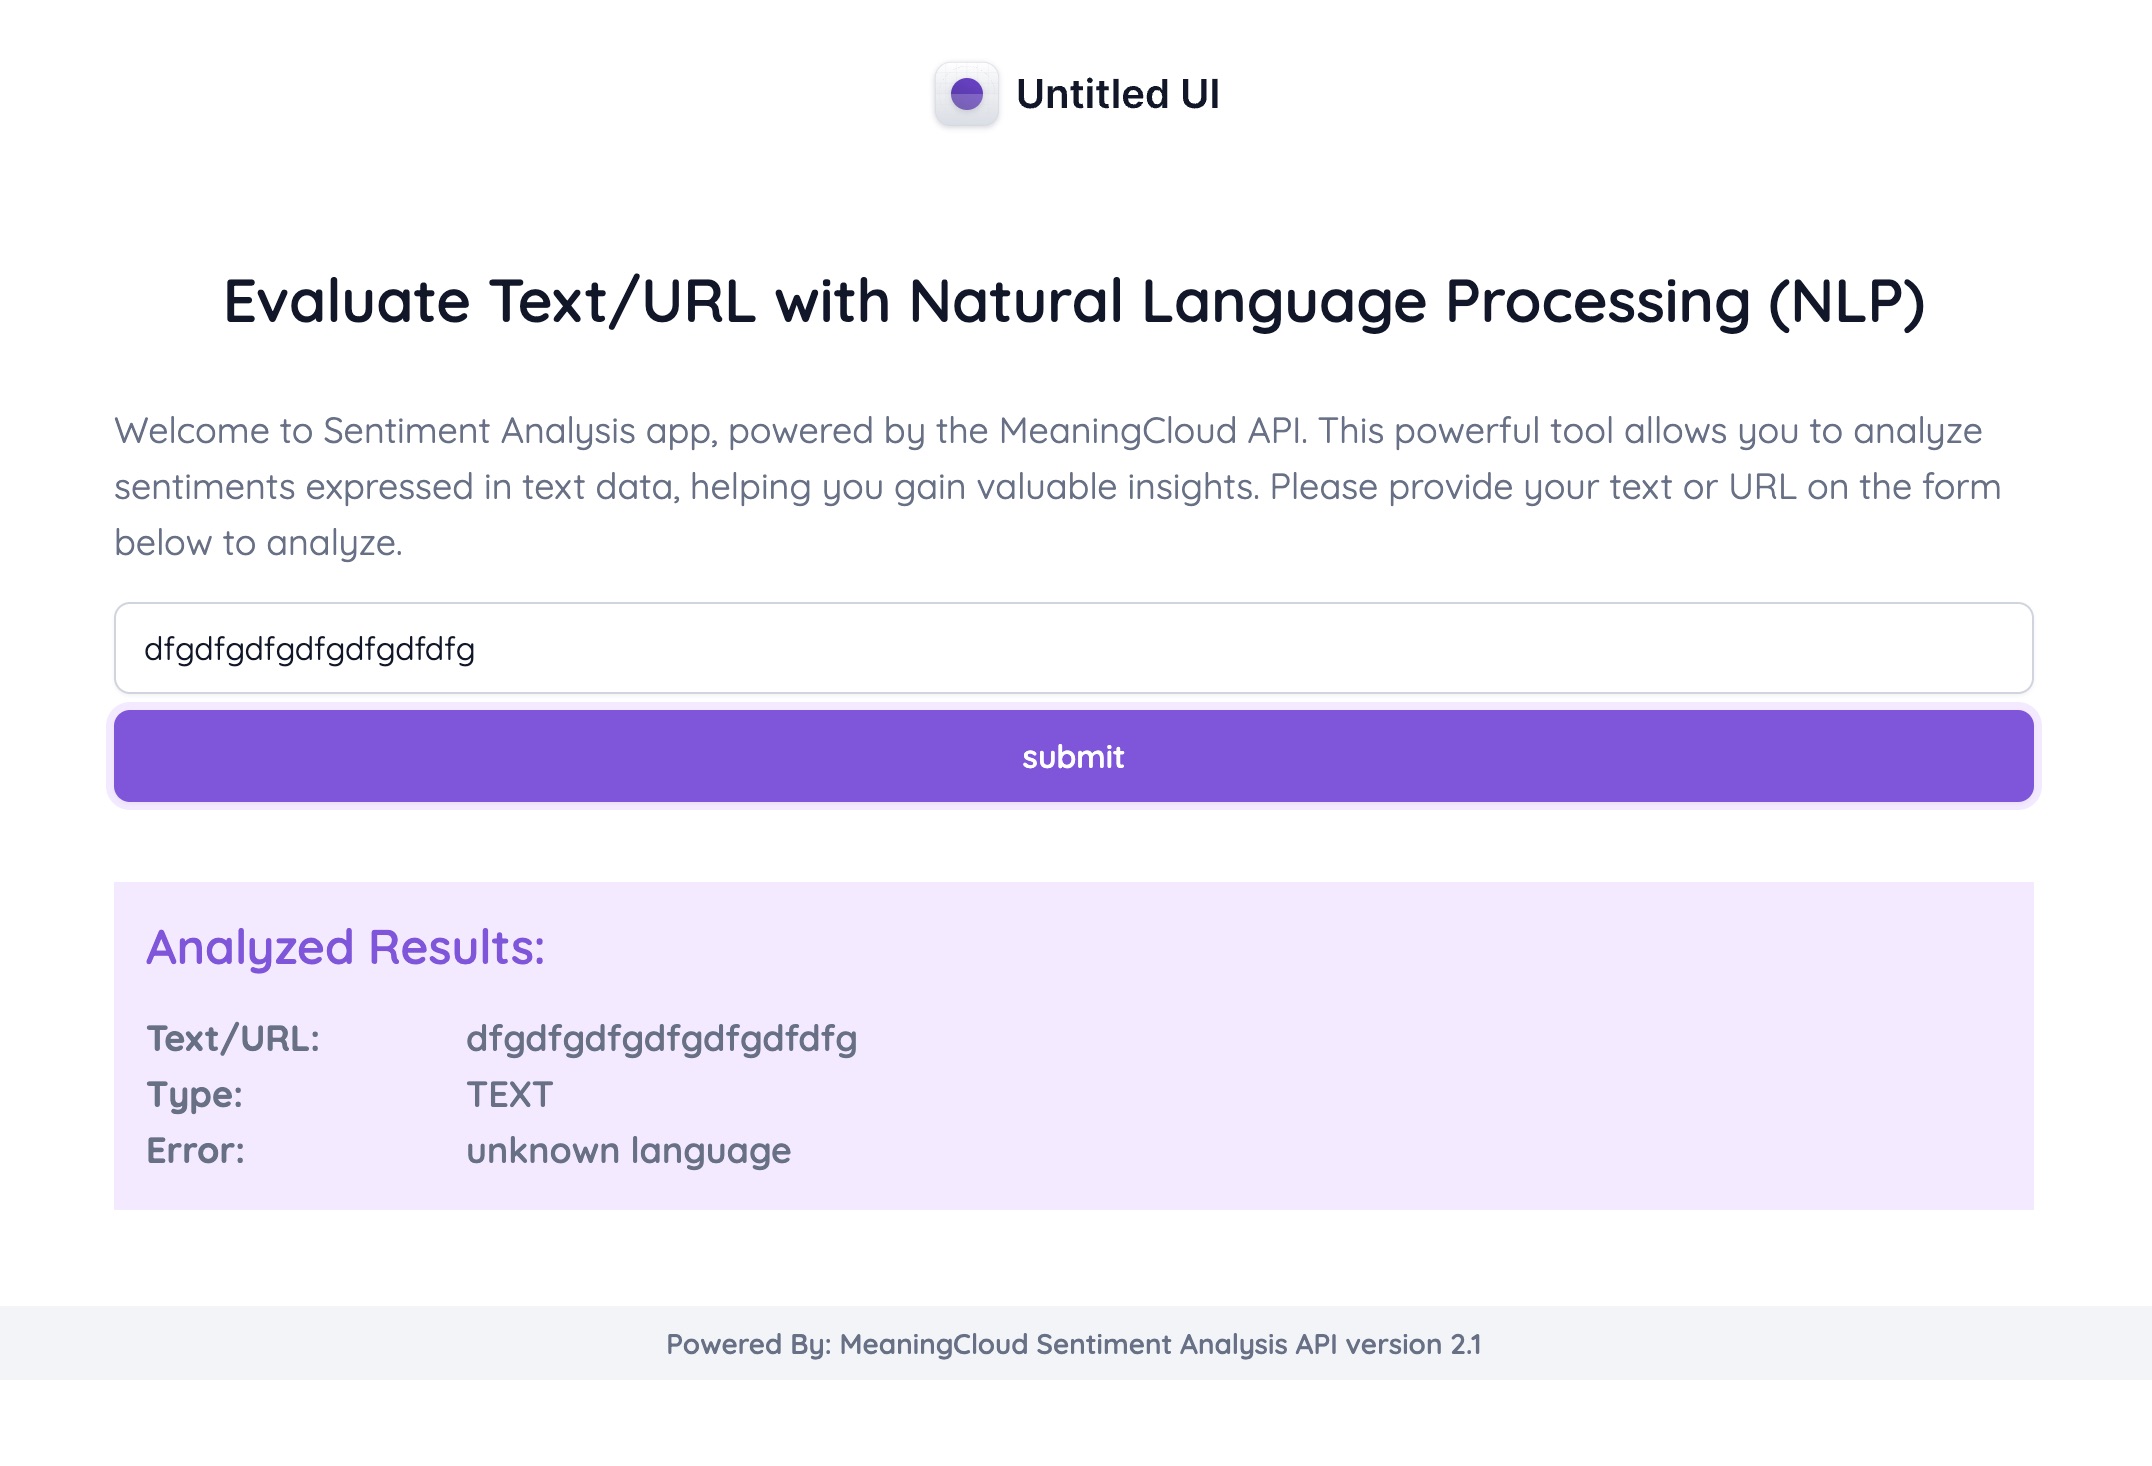 Untitled UI
Evaluate Text/URL with Natural Language Processing (NLP)
Welcome to Sentiment Analysis app, powered by the MeaningCloud API. This powerful tool allows you to analyze
sentiments expressed in text data, helping you gain valuable insights. Please provide your text or URL on the form
below to analyze.
dfgdfgdfgdfgdfgdfdfg
submit
Analyzed Results:
Text/URL: dfgdfgdfgdfgdfgdfdfg
Type: TEXT
Error: unknown language
Powered By: MeaningCloud Sentiment Analysis API version 2.1